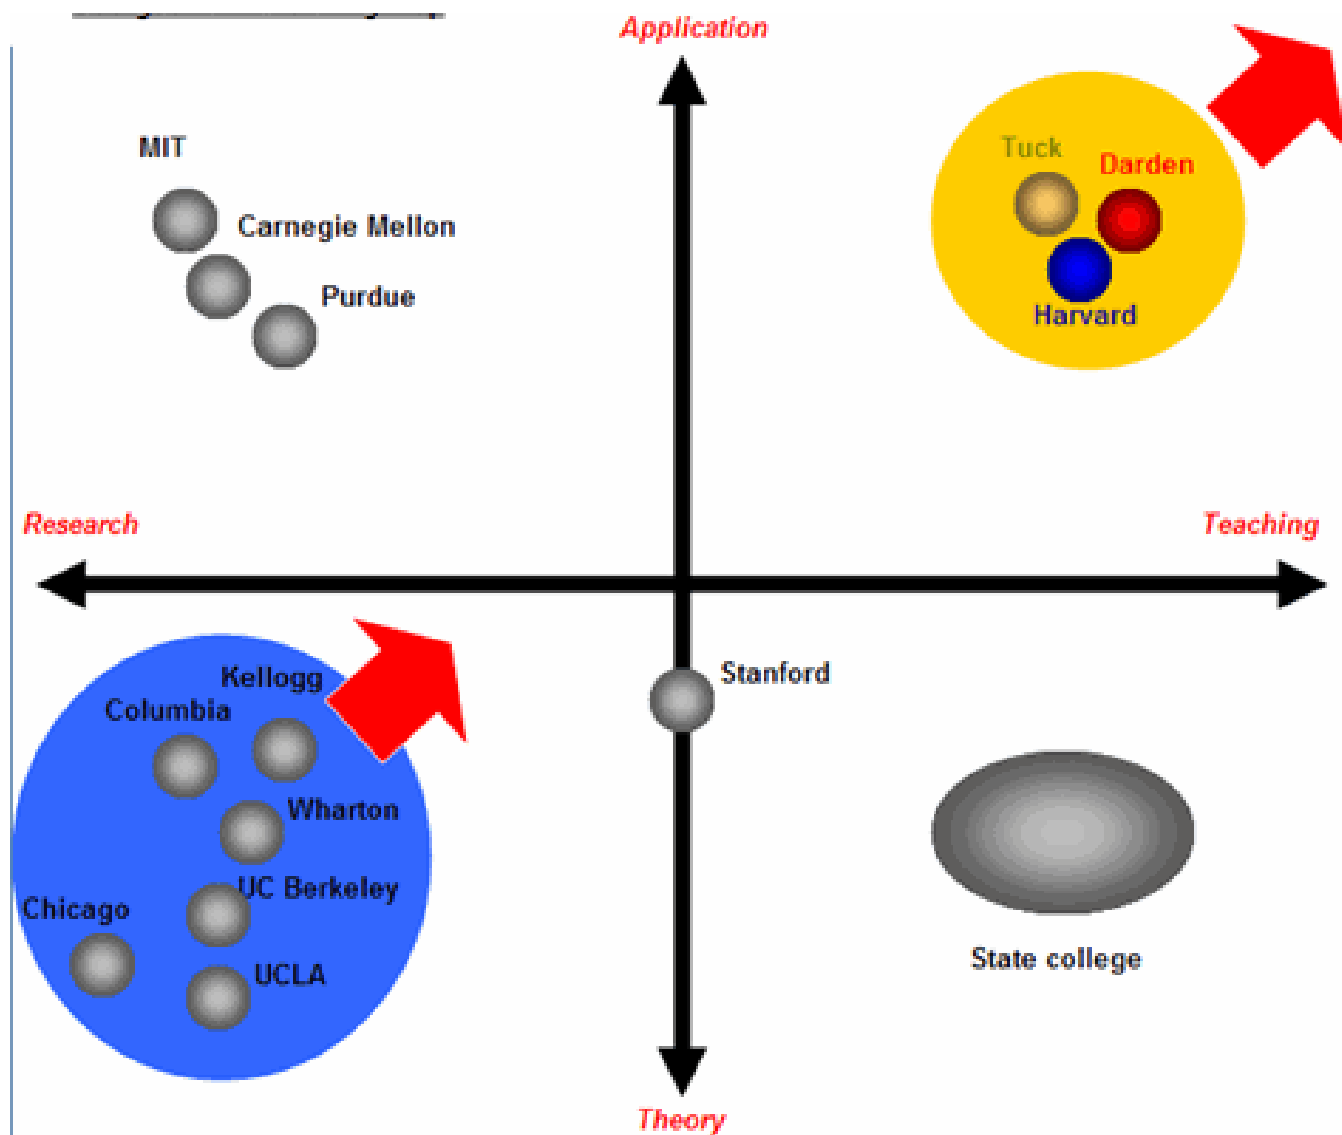 Application
MIT
Tuck
Darden
Carnegie Mellon
Purdue
Harvard
Research
Teaching
Kellogg
Stanford
Columbia
Wharton
UC Berkeley
Chicago
State college
UCLA
Theory